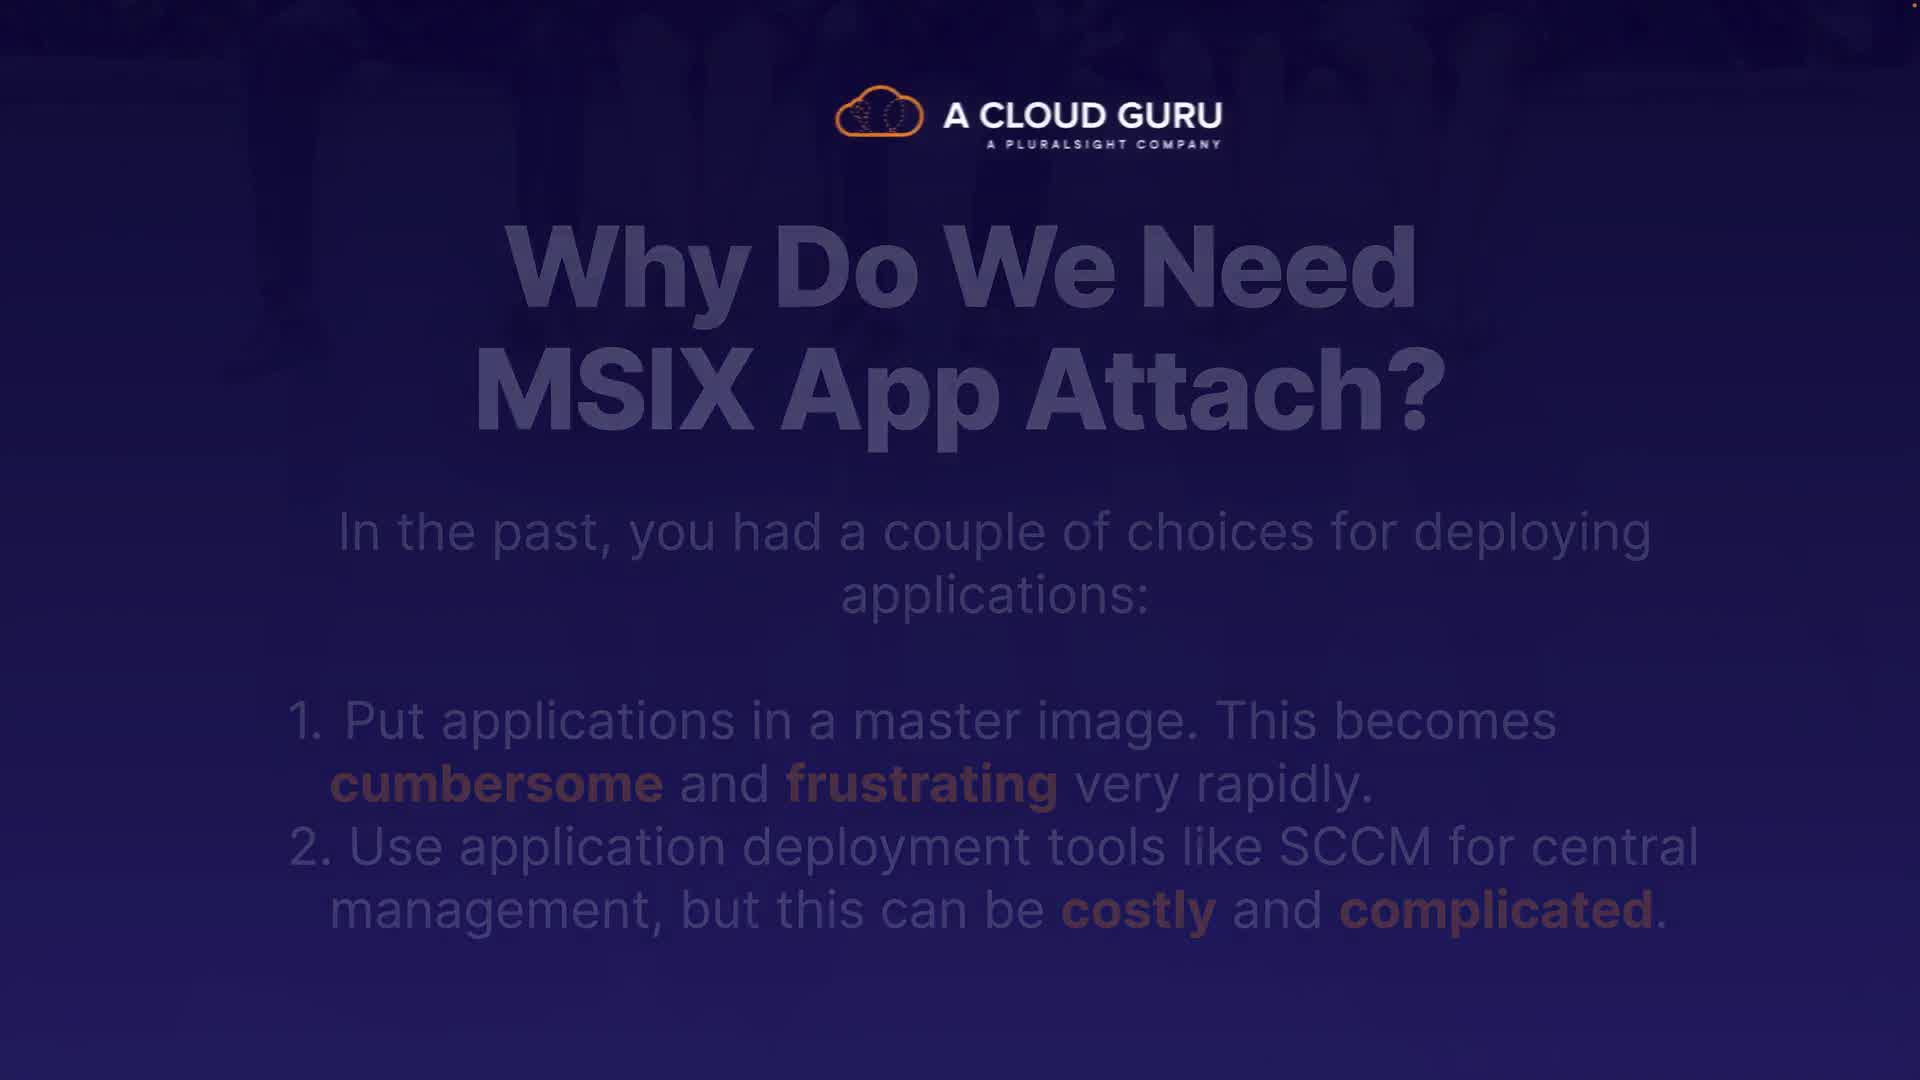 A CLOUD GURU
A PLURALSIGHT COMPANY
Why Do We Need
MSIX App Attach?
In the past, you had a couple of choices for deploying
applications:
1. Put applications in a master image. This becomes
cumbersome and frustrating very rapidly.
2. Use application deployment tools like SCCM for central
management, but this can be costly and complicated.